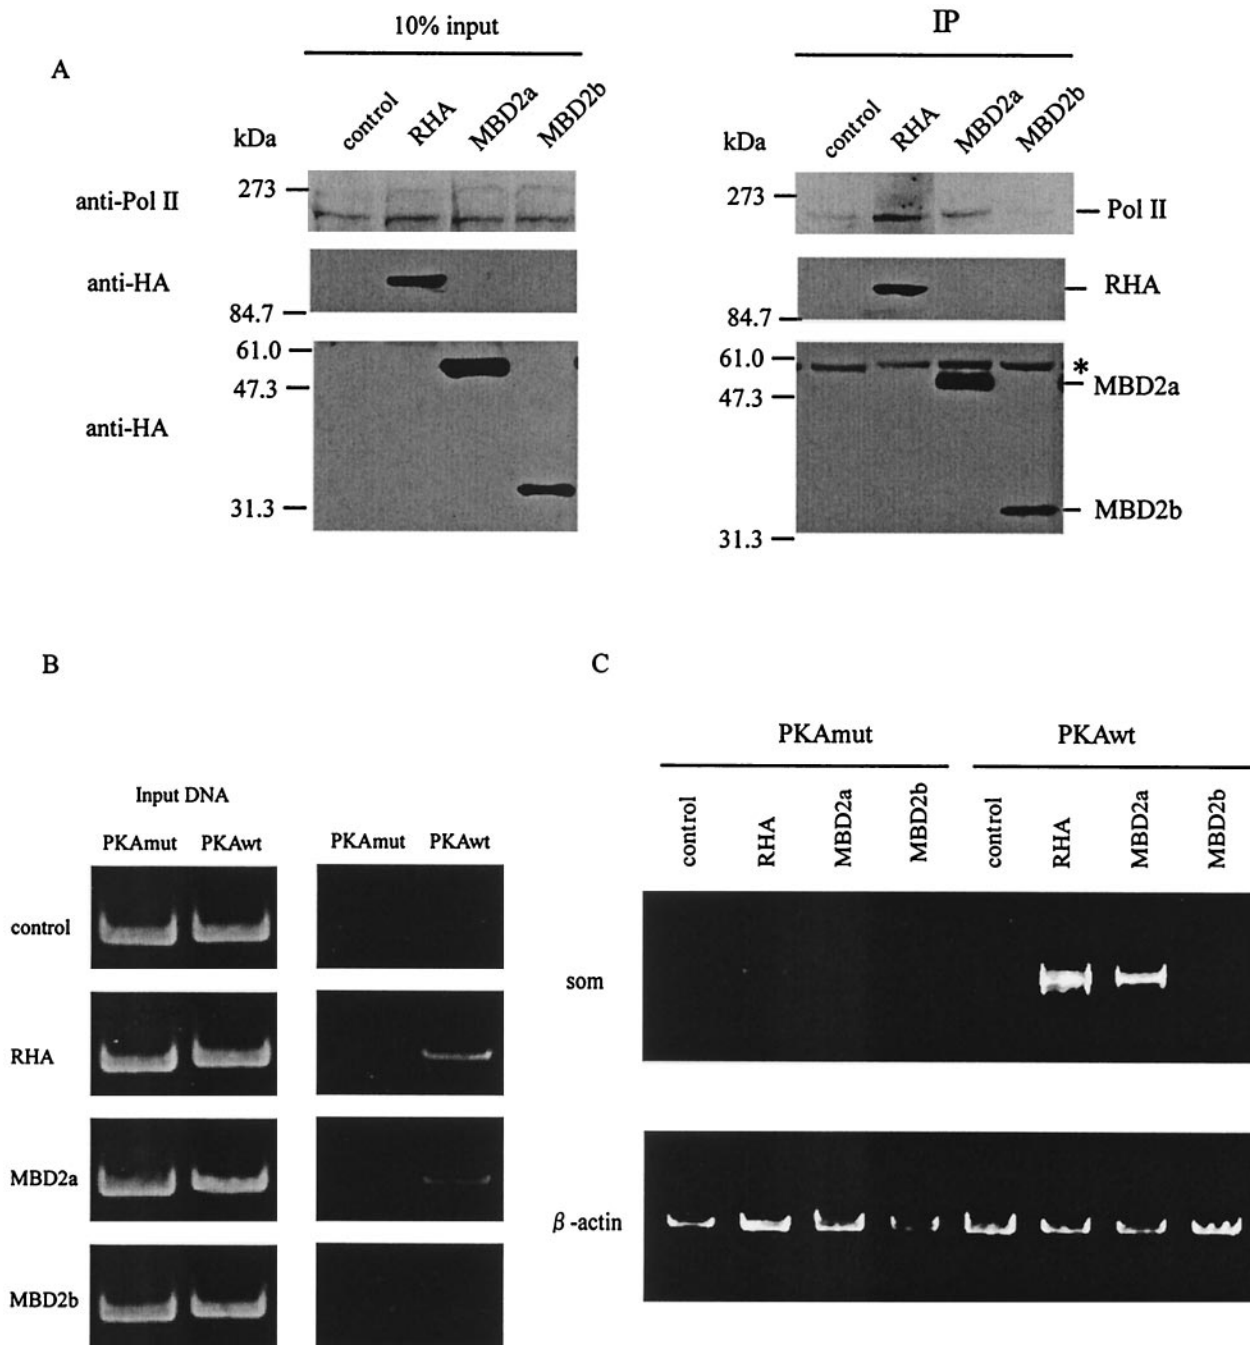 A
10% input
kDa
control
RHA
MBD2a
MBD2b
anti-Pol II
273
anti-HA
84.7
anti-HA
61.0
47.3
31.3
IP
kDa
control
RHA
MBD2a
MBD2b
273
Pol II
RHA
84.7
61.0
*
47.3
MBD2a
MBD2b
31.3
B
Input DNA
PKAmut PKAwt PKAmut PKAwt
control
RHA
MBD2a
MBD2b
C
PKAmut PKAwt
control
RHA
MBD2a
MBD2b
control
RHA
MBD2a
MBD2b
som
β-actin